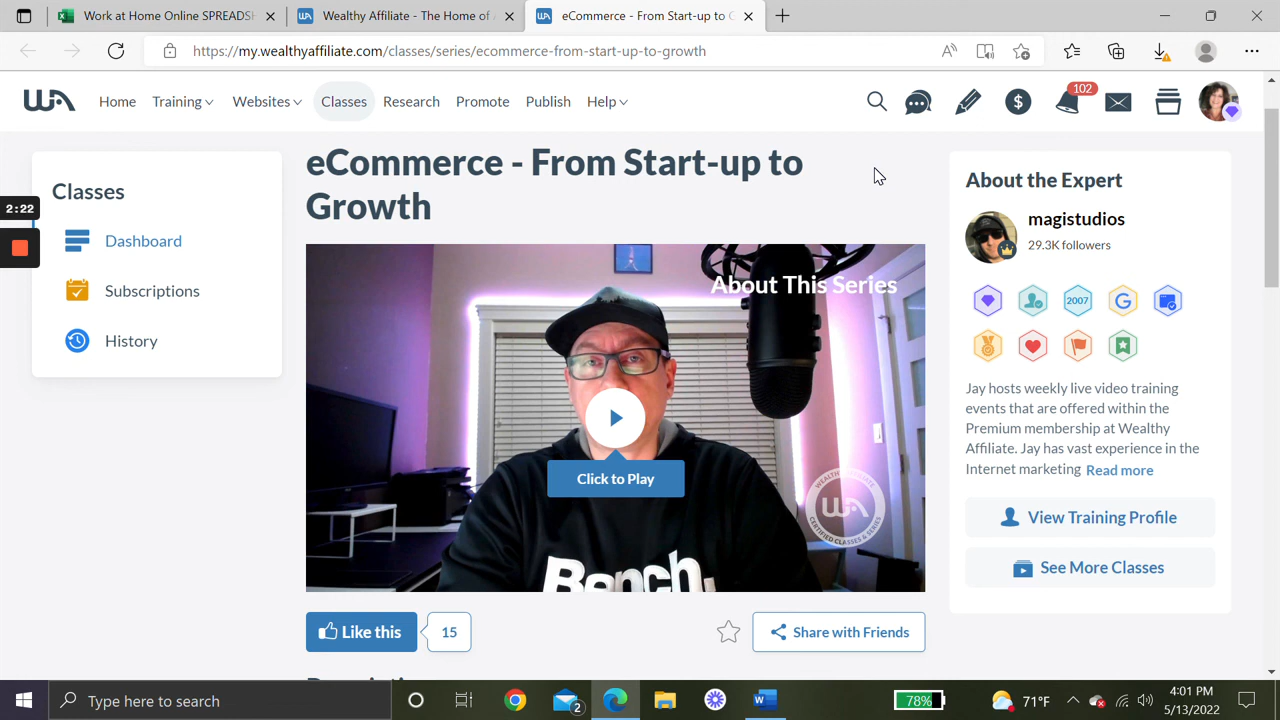 Work at Home Online SPREADSH
Wealthy Affiliate - The Home of A
eCommerce - From Start-up to G
https://my.wealthyaffiliate.com/classes/series/ecommerce-from-start-up-to-growth
WA
Home
Training
Websites
Classes
Research
Promote
Publish
Help
102
2:22
Classes
Dashboard
Subscriptions
History
eCommerce - From Start-up to
Growth
About This Series
Click to Play
WA
CERTIFIED CLASSES & SERIES
Bench.
Like this
15
Share with Friends
About the Expert
magistudios
29.3K followers
2007
G
Jay hosts weekly live video training
events that are offered within the
Premium membership at Wealthy
Affiliate. Jay has vast experience in the
Internet marketing Read more
View Training Profile
See More Classes
Type here to search
2
78%
71°F
4:01 PM
5/13/2022